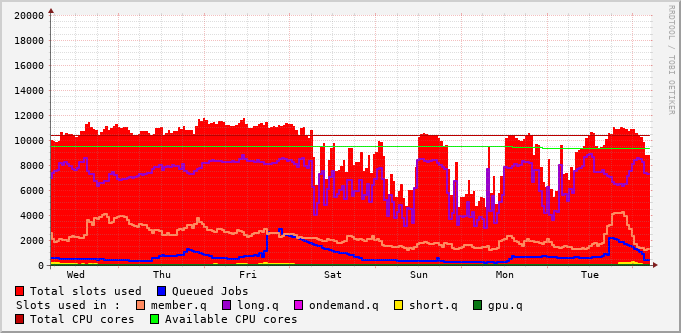 20000
18000
16000
14000
12000
10000
8000
6000
4000
2000
0
Wed Thu Fri Sat Sun Mon Tue
Total slots used Queued Jobs
Slots used in : member.q long.q ondemand.q short.q gpu.q
Total CPU cores Available CPU cores
RRDTOOL / TOBI OETIKER